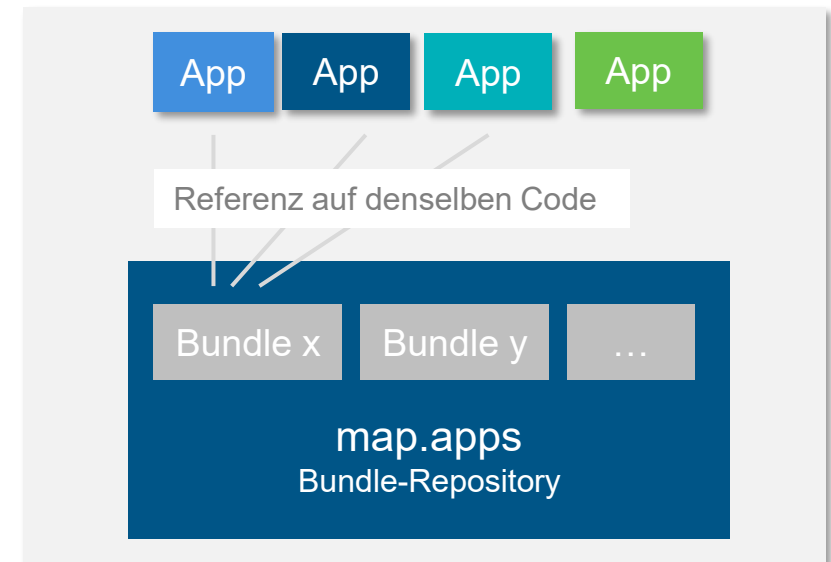 App
App
App
App
Referenz auf denselben Code
Bundle x
Bundle y
…
map.apps
Bundle-Repository